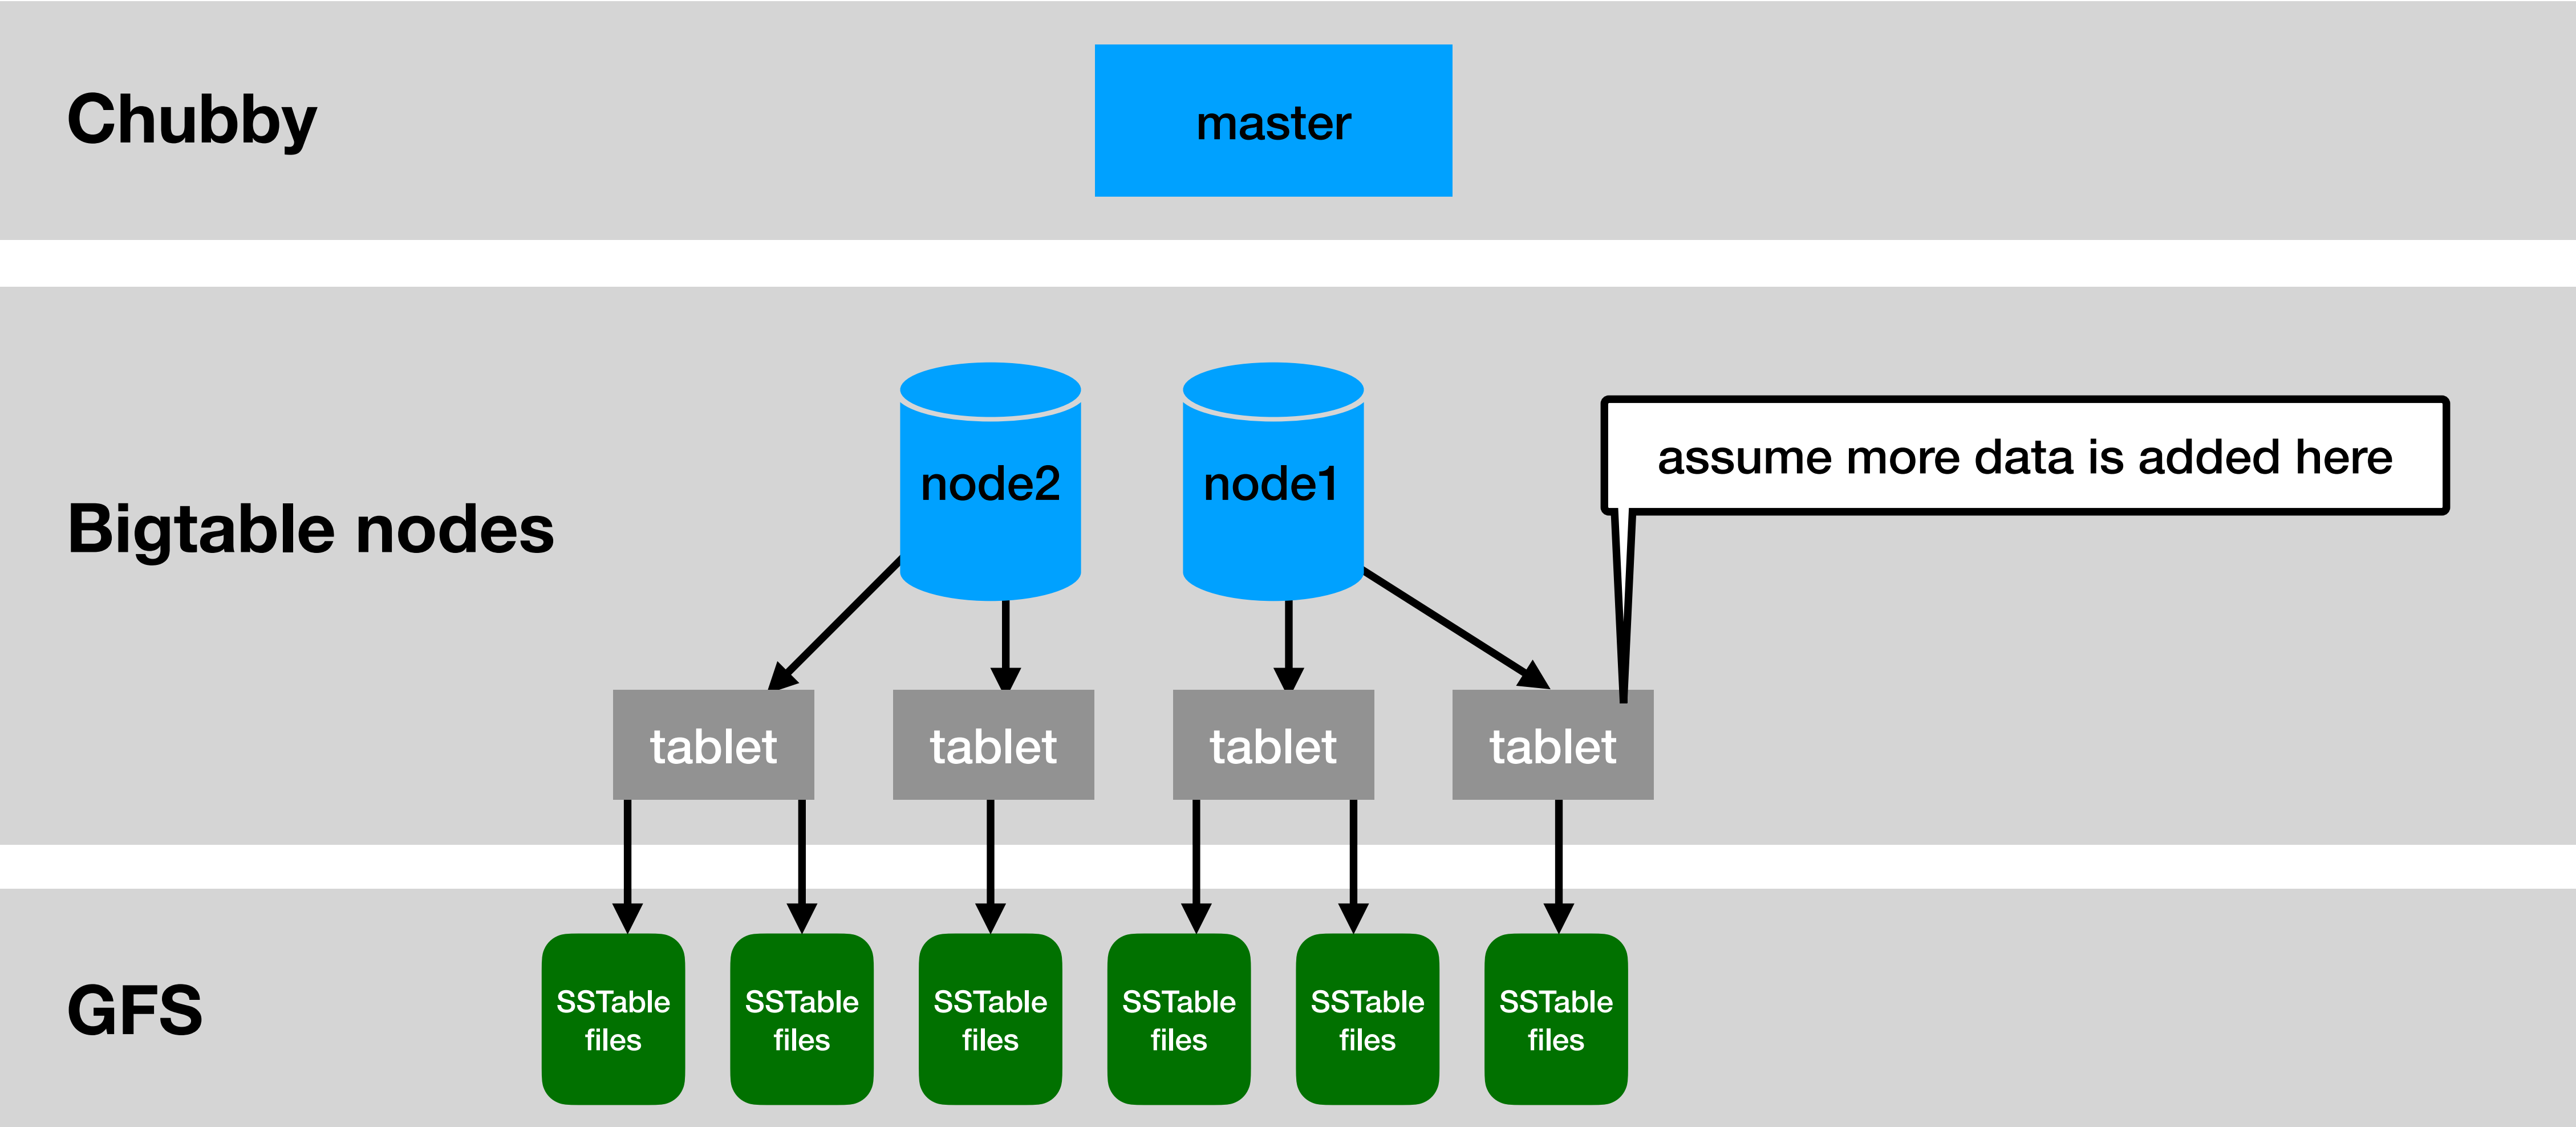 Chubby
master
Bigtable nodes
node2
node1
assume more data is added here
tablet
tablet
tablet
tablet
GFS
SSTable
files
SSTable
files
SSTable
files
SSTable
files
SSTable
files
SSTable
files